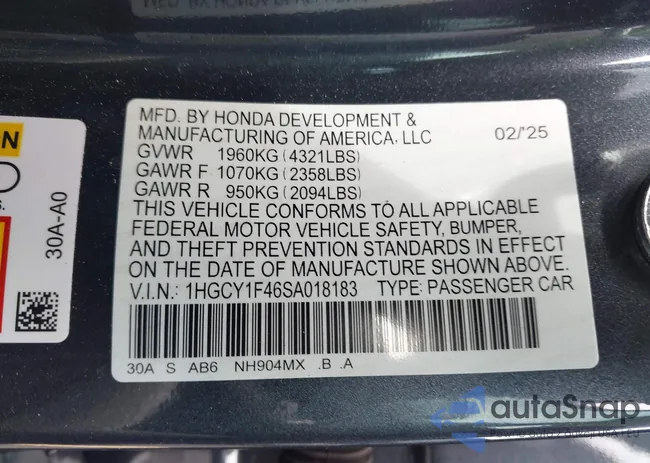 MFD. BY HONDA DEVELOPMENT &
MANUFACTURING OF AMERICA, LLC 02/'25
GVWR 1960KG (4321LBS)
GAWR F 1070KG (2358LBS)
GAWR R 950KG (2094LBS)
THIS VEHICLE CONFORMS TO ALL APPLICABLE
FEDERAL MOTOR VEHICLE SAFETY, BUMPER,
AND THEFT PREVENTION STANDARDS IN EFFECT
ON THE DATE OF MANUFACTURE SHOWN ABOVE.
V.I.N.: 1HGCY1F46SA018183 TYPE: PASSENGER CAR
30A S AB6 NH904MX .B .A
30A-A0
ON
autoSnap